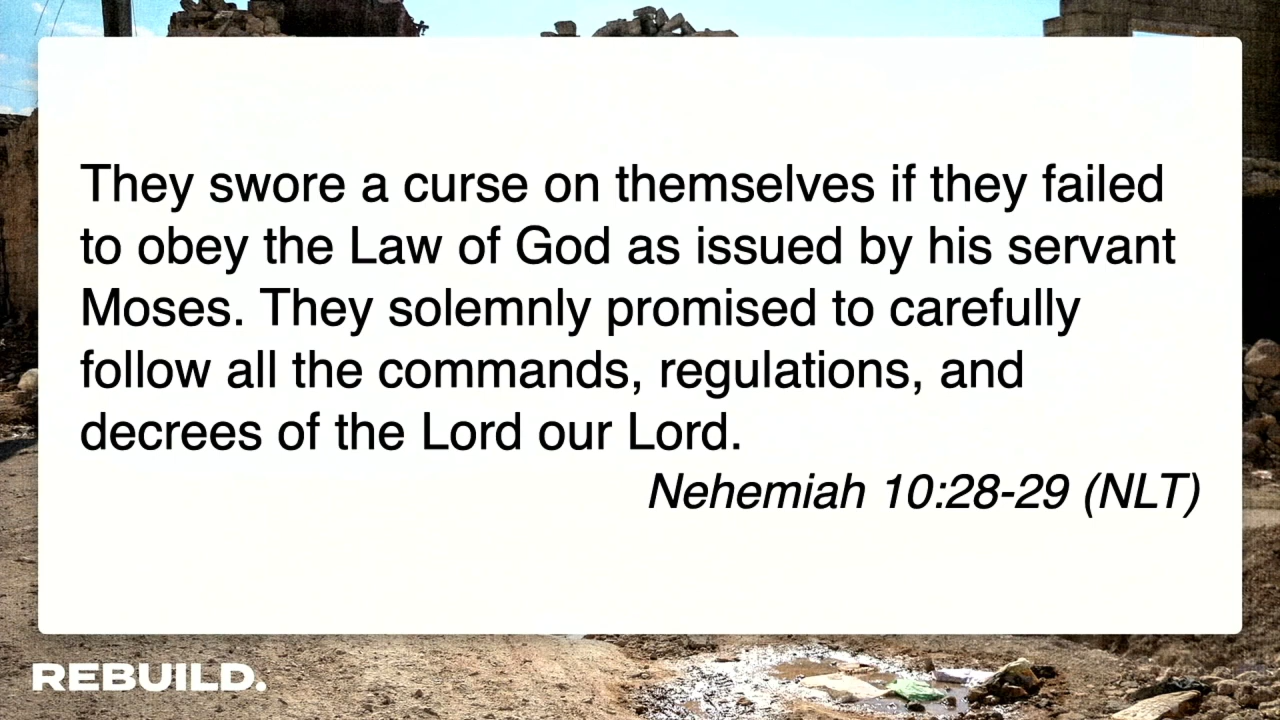 They swore a curse on themselves if they failed
to obey the Law of God as issued by his servant
Moses. They solemnly promised to carefully
follow all the commands, regulations, and
decrees of the Lord our Lord.
Nehemiah 10:28-29 (NLT)
REBUILD.